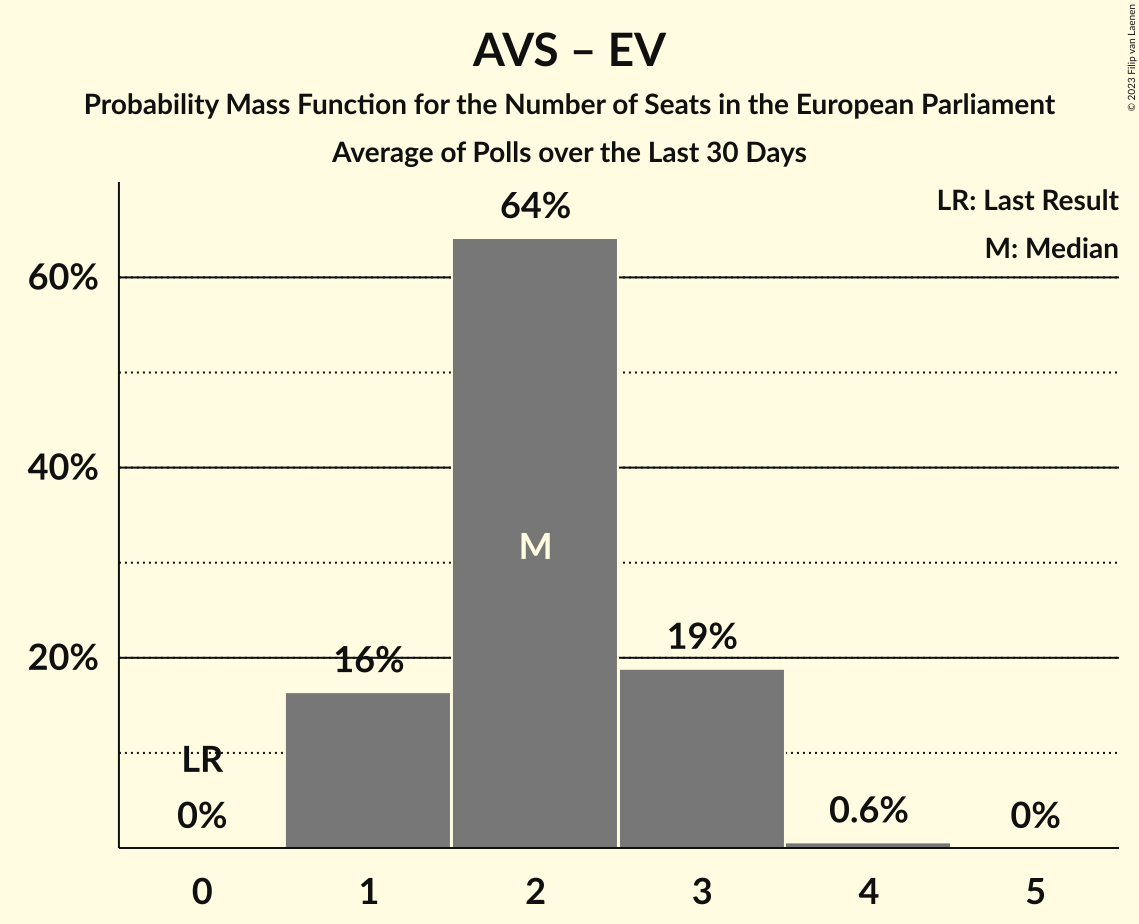 © 2023 Filip van Laenen
AVS – EV
Probability Mass Function for the Number of Seats in the European Parliament
Average of Polls over the Last 30 Days
LR: Last Result
M: Median
64%
60%
40%
M
19%
20%
16%
LR
0%
0.6%
0%
0 1 2 3 4 5